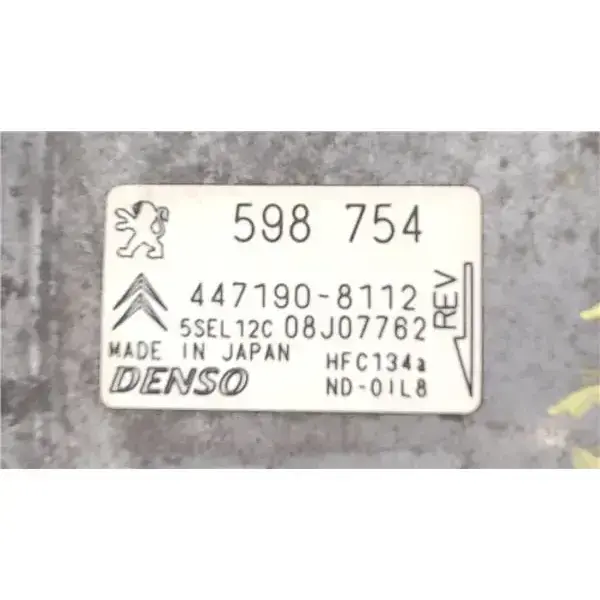 598 754
447190-8112
5SEL12C 08J07762
REV
MADE IN JAPAN HFC134a
DENSO ND-OIL8